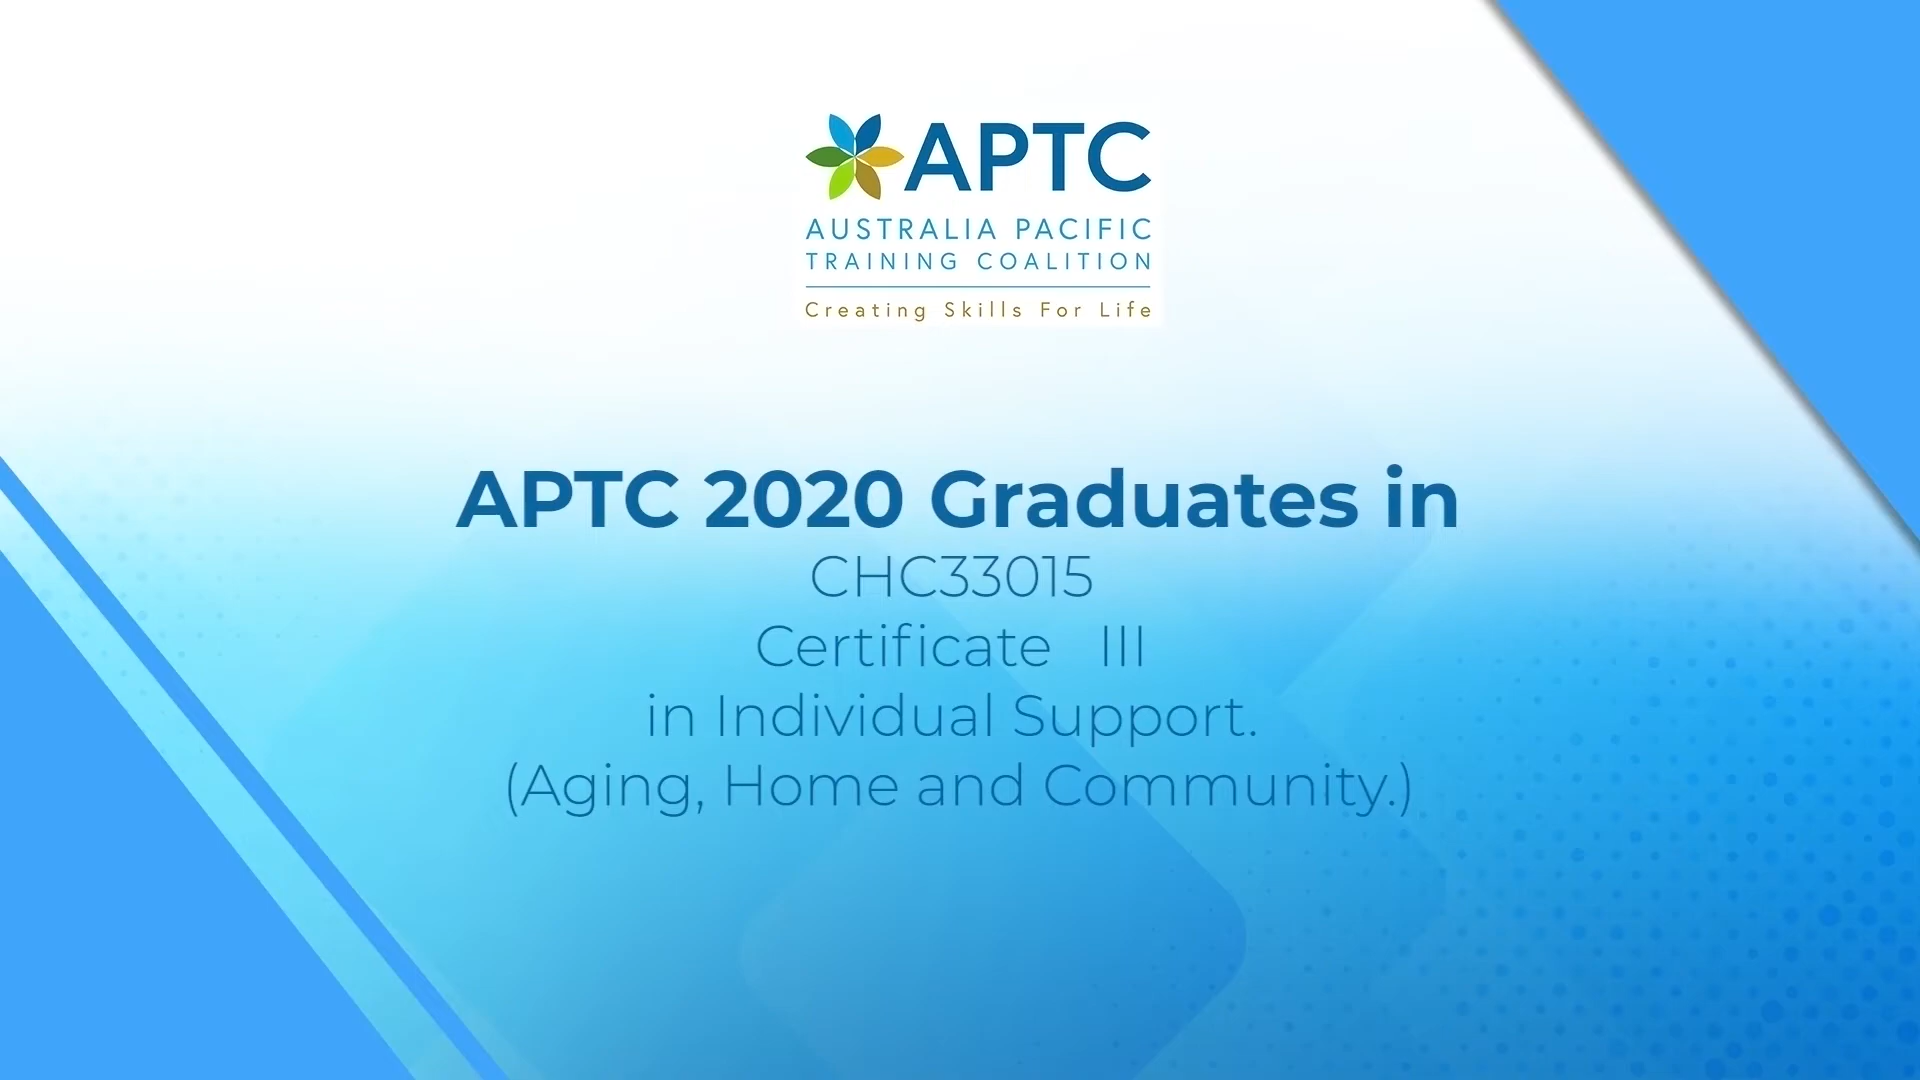 APTC
AUSTRALIA PACIFIC
TRAINING COALITION
Creating Skills For Life
APTC 2020 Graduates in
CHC33015
Certificate III
in Individual Support.
(Aging, Home and Community.)